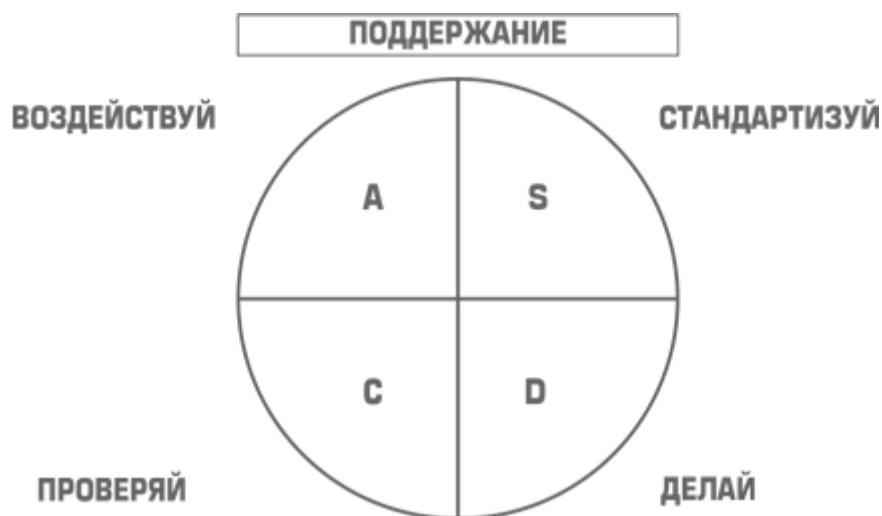 ПОДДЕРЖАНИЕ
ВОЗДЕЙСТВУЙ
СТАНДАРТИЗУЙ
A
S
C
D
ПРОВЕРЯЙ
ДЕЛАЙ